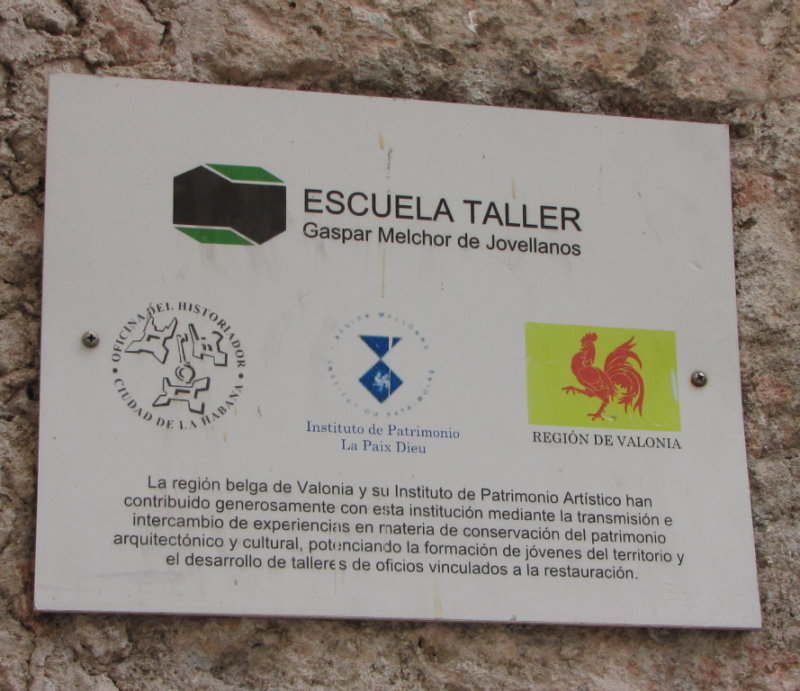 ESCUELA TALLER
Gaspar Melchor de Jovellanos
OFICINA DEL HISTORIADOR
CIUDAD DE LA HABANA
Instituto de Patrimonio
La Paix Dieu
REGIÓN DE VALONIA
La región belga de Valonia y su Instituto de Patrimonio Artístico han
contribuido generosamente con esta institución mediante la transmisión e
intercambio de experiencias en materia de conservación del patrimonio
arquitectónico y cultural, potenciando la formación de jóvenes del territorio y
el desarrollo de talleres de oficios vinculados a la restauración.